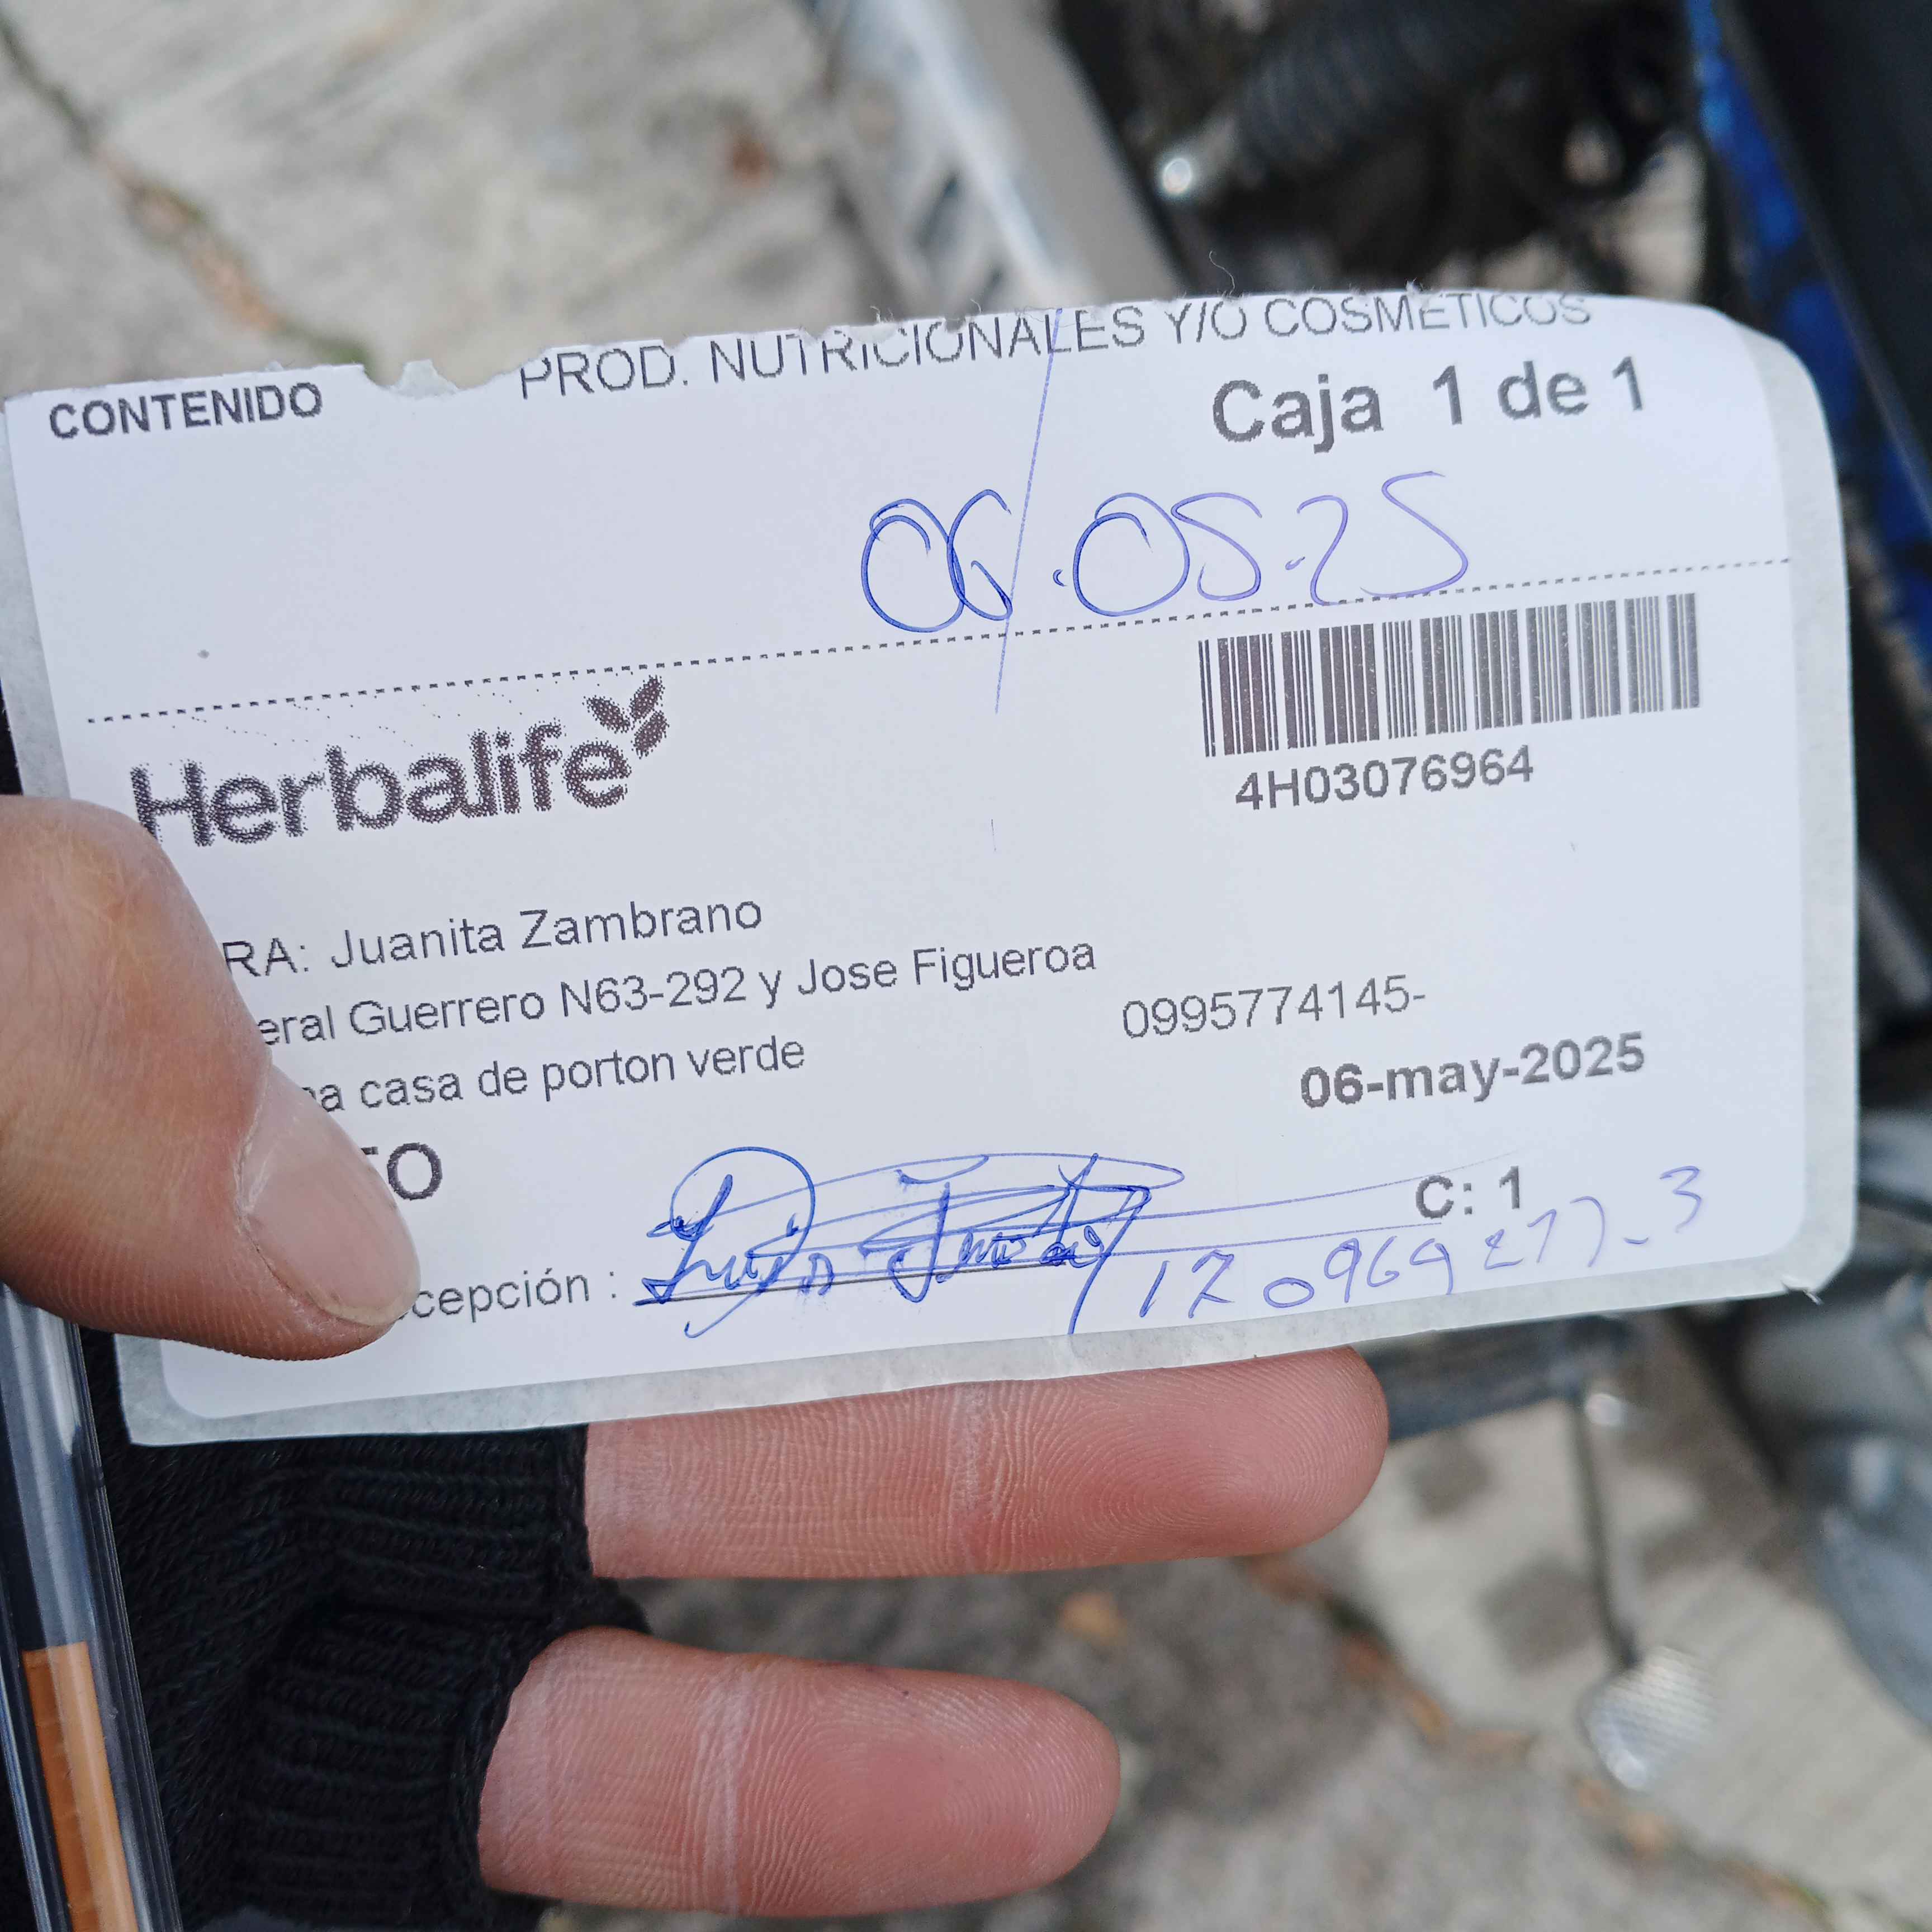 CONTENIDO PROD. NUTRICIONALES Y/O COSMETICOS
Caja 1 de 1
06.05.25
4H03076964
Herbalife
RA: Juanita Zambrano
eral Guerrero N63-292 y Jose Figueroa
0995774145-
a casa de porton verde
06-may-2025
TO
C: 1
cepción :